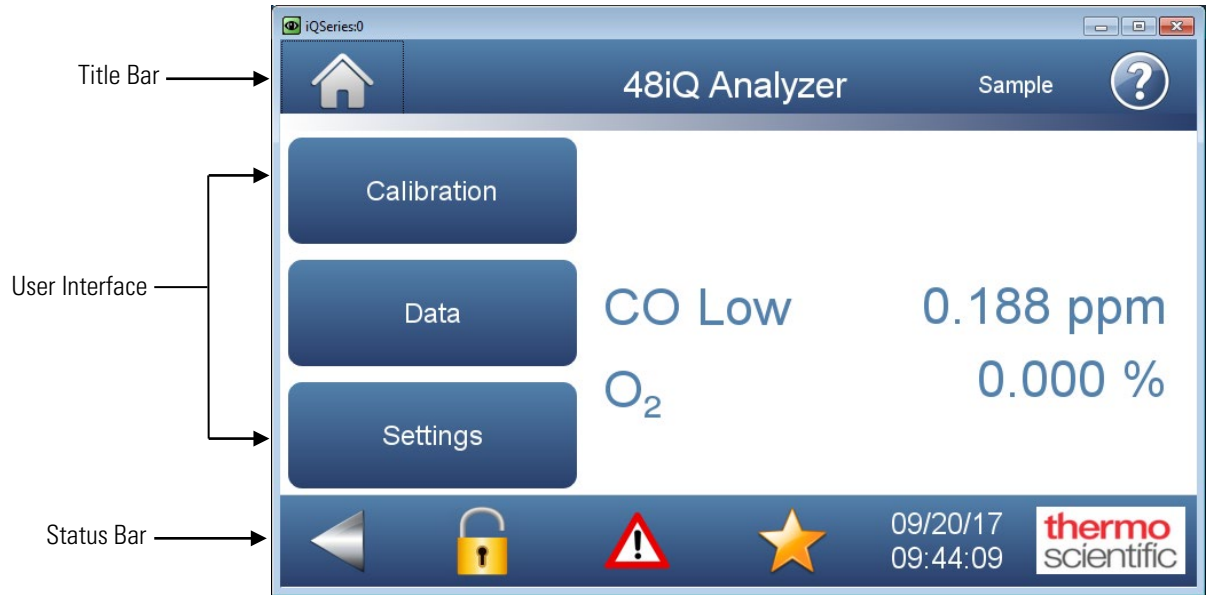 iQSeries:0
Title Bar
48iQ Analyzer
Sample
?
Calibration
User Interface
Data
CO Low 0.188 ppm
O₂ 0.000 %
Settings
Status Bar
09/20/17
09:44:09
thermo
scientific